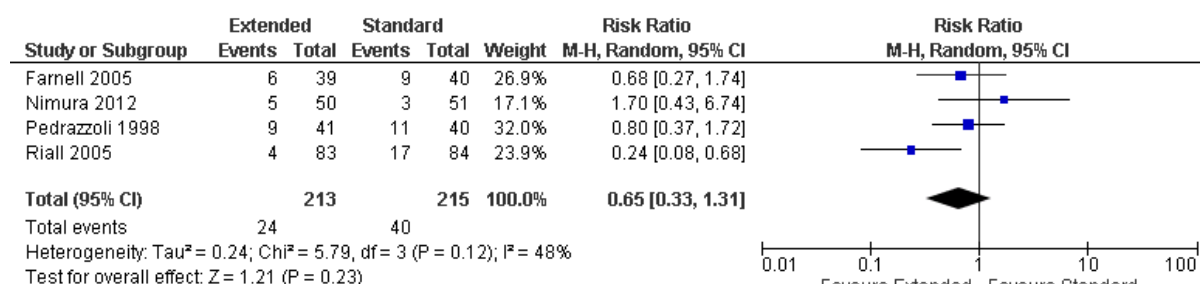 Extended Standard Risk Ratio Risk Ratio
Study or Subgroup Events Total Events Total Weight M-H, Random, 95% CI M-H, Random, 95% CI
Farnell 2005 6 39 9 40 26.9% 0.68 [0.27, 1.74]
Nimura 2012 5 50 3 51 17.1% 1.70 [0.43, 6.74]
Pedrazzoli 1998 9 41 11 40 32.0% 0.80 [0.37, 1.72]
Riall 2005 4 83 17 84 23.9% 0.24 [0.08, 0.68]
Total (95% CI) 213 215 100.0% 0.65 [0.33, 1.31]
Total events 24 40
Heterogeneity: Tau² = 0.24; Chi² = 5.79, df = 3 (P = 0.12); I² = 48%
Test for overall effect: Z = 1.21 (P = 0.23)
0.01 0.1 1 10 100
Favours Extended Favours Standard